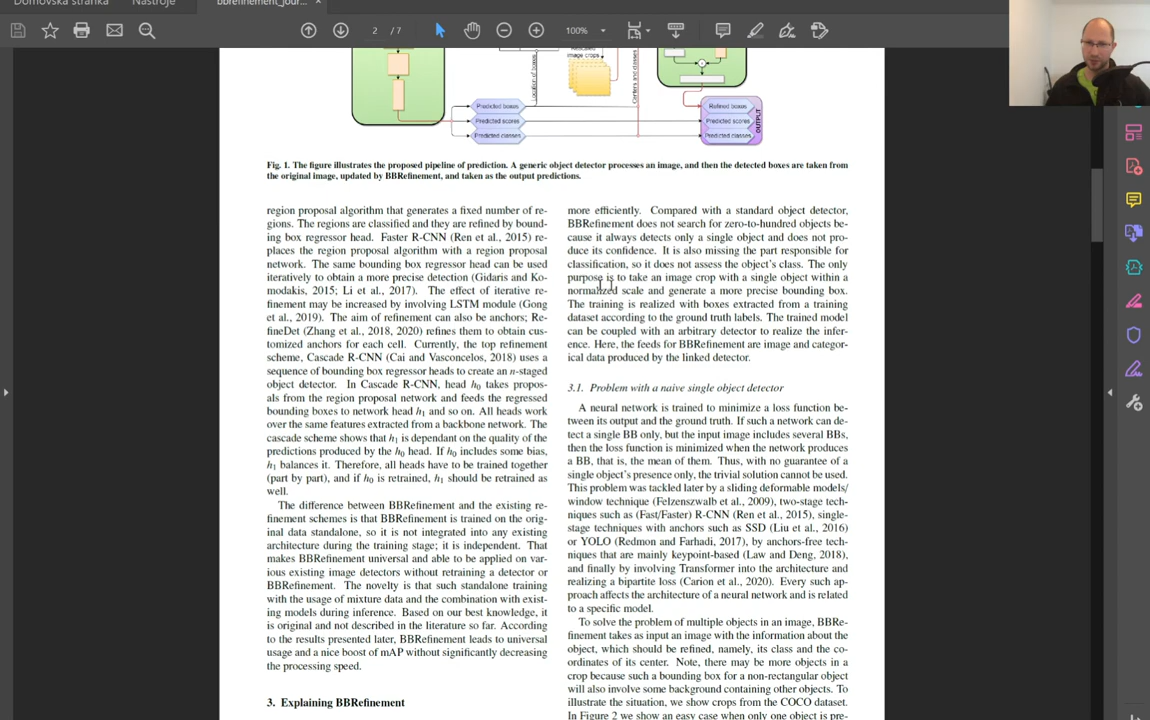 Domovská stránka
Nástroje
bbrefinement_jour...
×
2 / 7
100%
image crops
Location of boxes
Centers and classes
Predicted boxes
Predicted scores
Predicted classes
Refined boxes
Predicted scores
Predicted classes
OUTPUT
Fig. 1. The figure illustrates the proposed pipeline of prediction. A generic object detector processes an image, and then the detected boxes are taken from
the original image, updated by BBRefinement, and taken as the output predictions.
region proposal algorithm that generates a fixed number of re-
gions. The regions are classified and they are refined by bound-
ing box regressor head. Faster R-CNN (Ren et al., 2015) re-
places the region proposal algorithm with a region proposal
network. The same bounding box regressor head can be used
iteratively to obtain a more precise detection (Gidaris and Ko-
modakis, 2015; Li et al., 2017). The effect of iterative re-
finement may be increased by involving LSTM module (Gong
et al., 2019). The aim of refinement can also be anchors; Re-
fineDet (Zhang et al., 2018, 2020) refines them to obtain cus-
tomized anchors for each cell. Currently, the top refinement
scheme, Cascade R-CNN (Cai and Vasconcelos, 2018) uses a
sequence of bounding box regressor heads to create an n-staged
object detector. In Cascade R-CNN, head h0 takes propos-
als from the region proposal network and feeds the regressed
bounding boxes to network head h1 and so on. All heads work
over the same features extracted from a backbone network. The
cascade scheme shows that h1 is dependant on the quality of the
predictions produced by the h0 head. If h0 includes some bias,
h1 balances it. Therefore, all heads have to be trained together
(part by part), and if h0 is retrained, h1 should be retrained as
well.
The difference between BBRefinement and the existing re-
finement schemes is that BBRefinement is trained on the orig-
inal data standalone, so it is not integrated into any existing
architecture during the training stage; it is independent. That
makes BBRefinement universal and able to be applied on var-
ious existing image detectors without retraining a detector or
BBRefinement. The novelty is that such standalone training
with the usage of mixture data and the combination with exist-
ing models during inference. Based on our best knowledge, it
is original and not described in the literature so far. According
to the results presented later, BBRefinement leads to universal
usage and a nice boost of mAP without significantly decreasing
the processing speed.
3. Explaining BBRefinement
more efficiently. Compared with a standard object detector,
BBRefinement does not search for zero-to-hundred objects be-
cause it always detects only a single object and does not pro-
duce its confidence. It is also missing the part responsible for
classification, so it does not assess the object's class. The only
purpose is to take an image crop with a single object within a
normalized scale and generate a more precise bounding box.
The training is realized with boxes extracted from a training
dataset according to the ground truth labels. The trained model
can be coupled with an arbitrary detector to realize the infer-
ence. Here, the feeds for BBRefinement are image and categor-
ical data produced by the linked detector.
3.1. Problem with a naive single object detector
A neural network is trained to minimize a loss function be-
tween its output and the ground truth. If such a network can de-
tect a single BB only, but the input image includes several BBs,
then the loss function is minimized when the network produces
a BB, that is, the mean of them. Thus, with no guarantee of a
single object's presence only, the trivial solution cannot be used.
This problem was tackled later by a sliding deformable models/
window technique (Felzenszwalb et al., 2009), two-stage tech-
niques such as (Fast/Faster) R-CNN (Ren et al., 2015), single-
stage techniques with anchors such as SSD (Liu et al., 2016)
or YOLO (Redmon and Farhadi, 2017), by anchors-free tech-
niques that are mainly keypoint-based (Law and Deng, 2018),
and finally by involving Transformer into the architecture and
realizing a bipartite loss (Carion et al., 2020). Every such ap-
proach affects the architecture of a neural network and is related
to a specific model.
To solve the problem of multiple objects in an image, BBRe-
finement takes as input an image with the information about the
object, which should be refined, namely, its class and the co-
ordinates of its center. Note, there may be more objects in a
crop because such a bounding box for a non-rectangular object
will also involve some background containing other objects. To
illustrate the situation, we show crops from the COCO dataset.
In Figure 2 we show an easy case when only one object is pre-